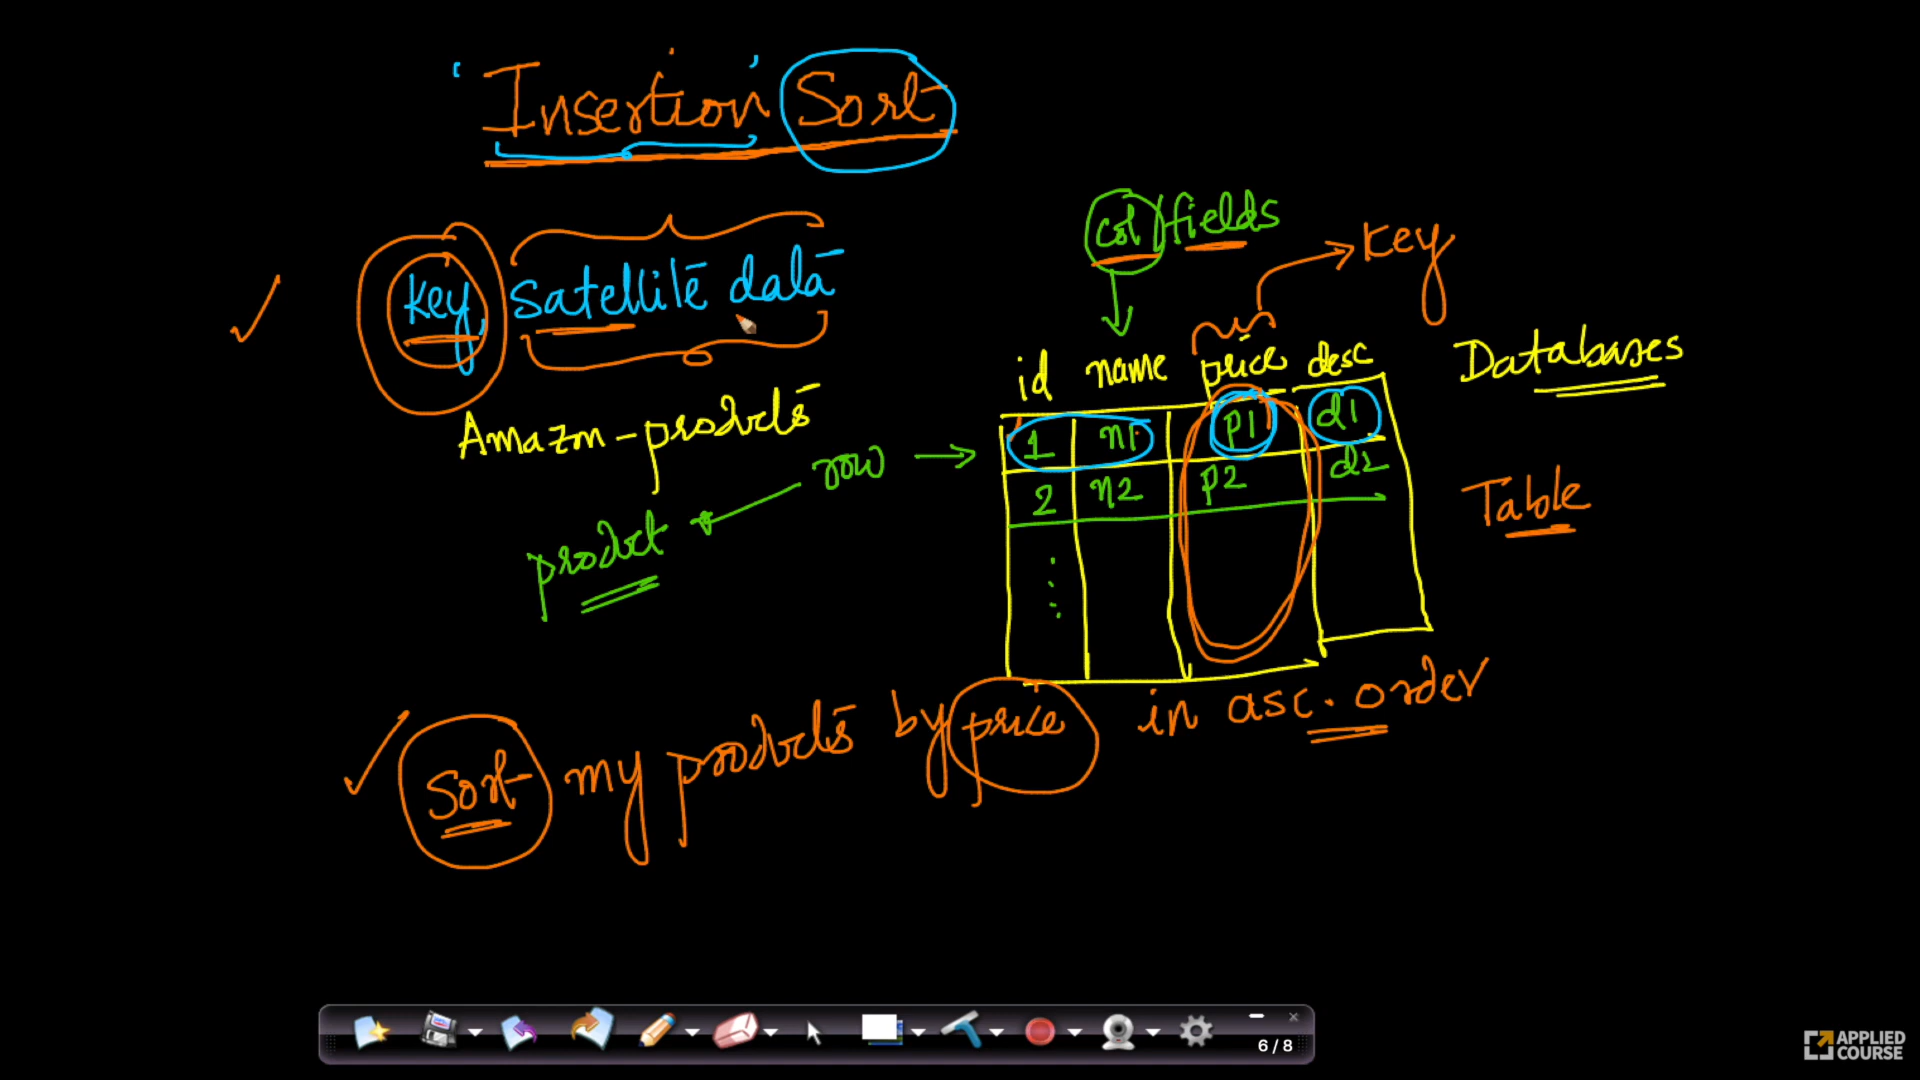 'Insertion' Sort
col/fields
Key
key, satellite data
id name price desc
Databases
Amazon-products
1 n1 p1 d1
row
2 n2 p2 d2
Table
product
Sort my products by price in asc. order
6 / 8
APPLIED
COURSE